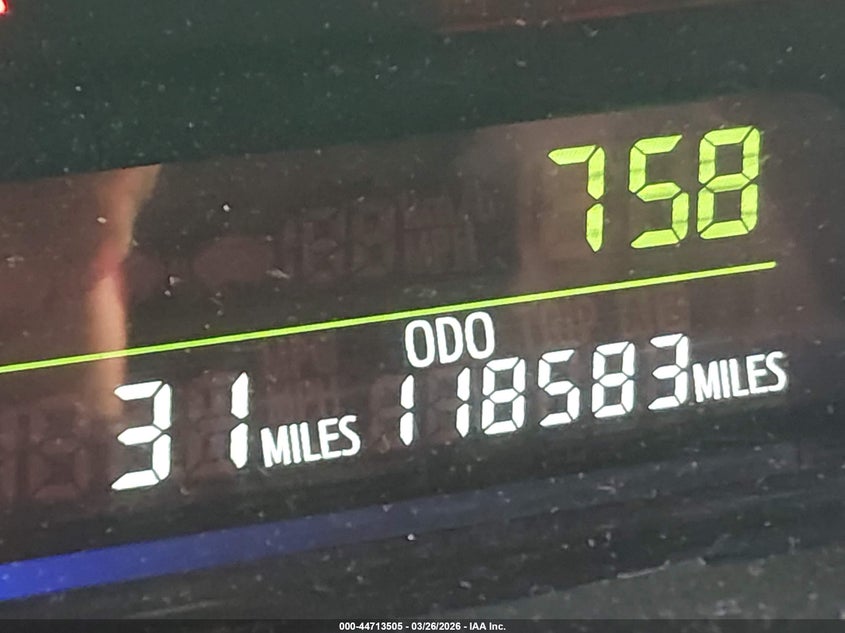 758
ODO
31 MILES 118583 MILES
000-44713505 - 03/26/2026 - IAA Inc.